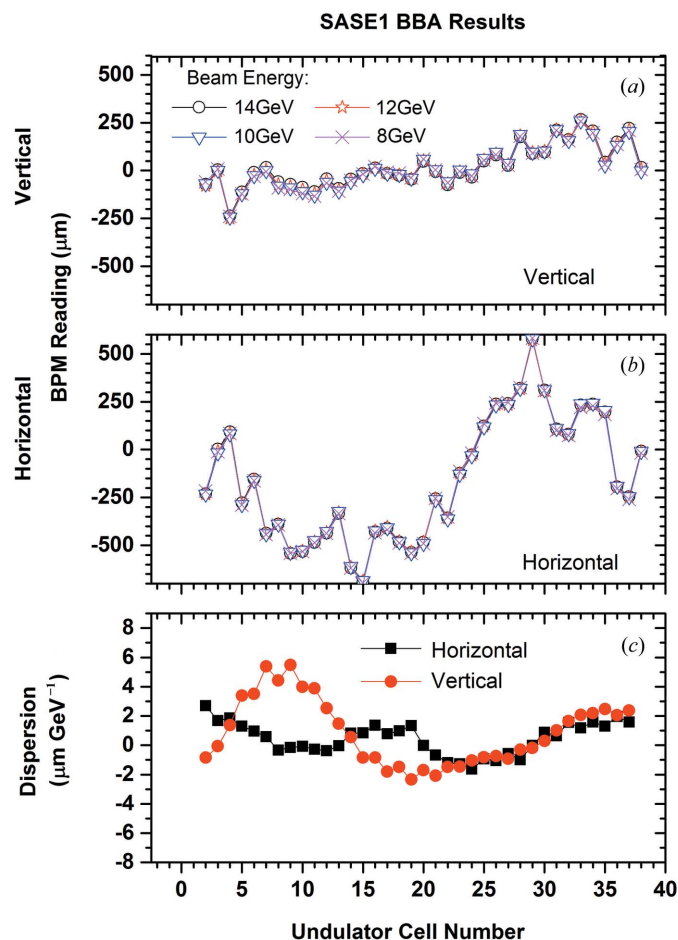 SASE1 BBA Results
Vertical
Horizontal
BPM Reading (μm)
500
250
0
-250
-500
Beam Energy:
14GeV
12GeV
10GeV
8GeV
(a)
Vertical
500
250
0
-250
-500
(b)
Horizontal
Dispersion
(μm GeV⁻¹)
8
6
4
2
0
-2
-4
-6
-8
Horizontal
Vertical
(c)
0 5 10 15 20 25 30 35 40
Undulator Cell Number